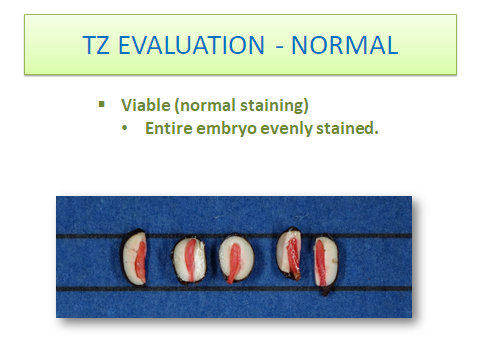 TZ EVALUATION - NORMAL
Viable (normal staining)
Entire embryo evenly stained.